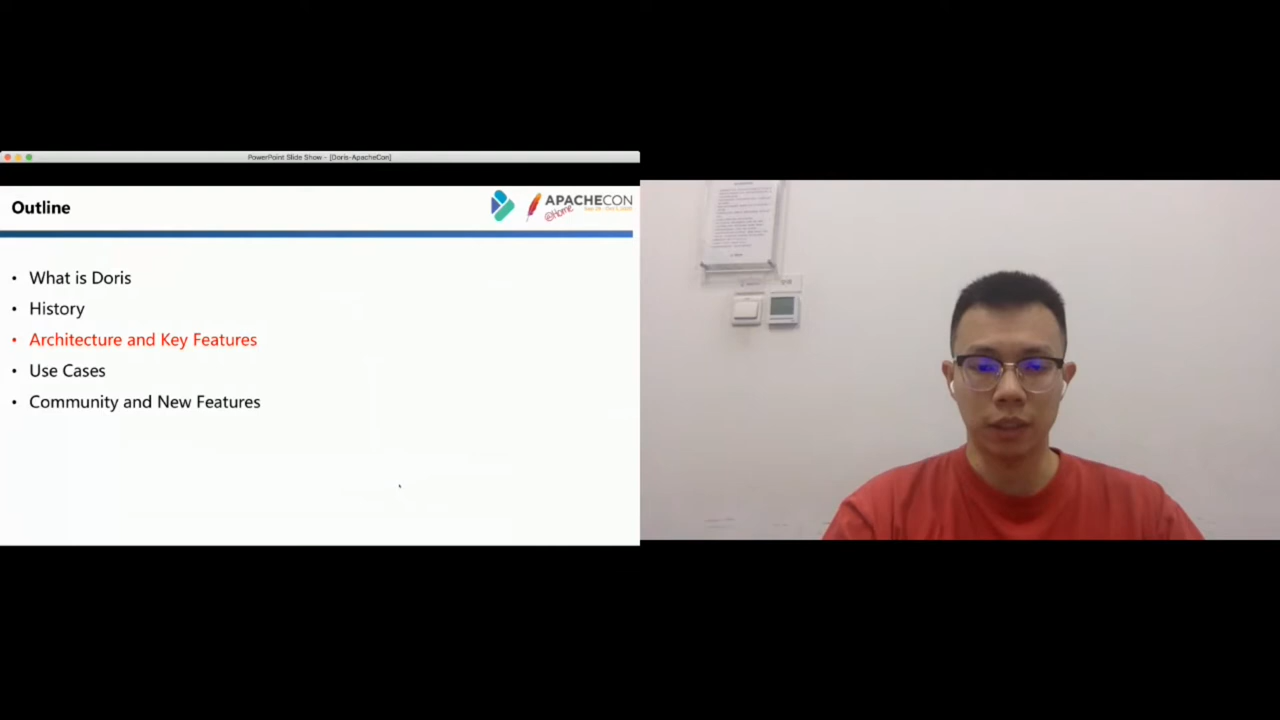 PowerPoint Slide Show - [Doris-ApacheCon]
Outline
APACHECON
@Home
• What is Doris
• History
• Architecture and Key Features
• Use Cases
• Community and New Features